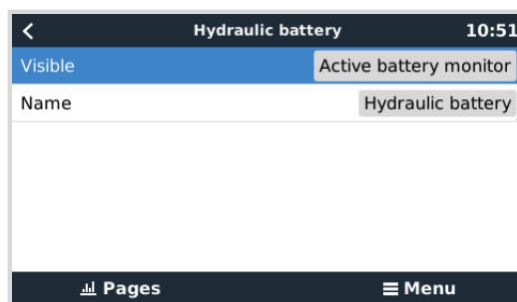 Hydraulic battery 10:51
Visible Active battery monitor
Name Hydraulic battery
Pages Menu